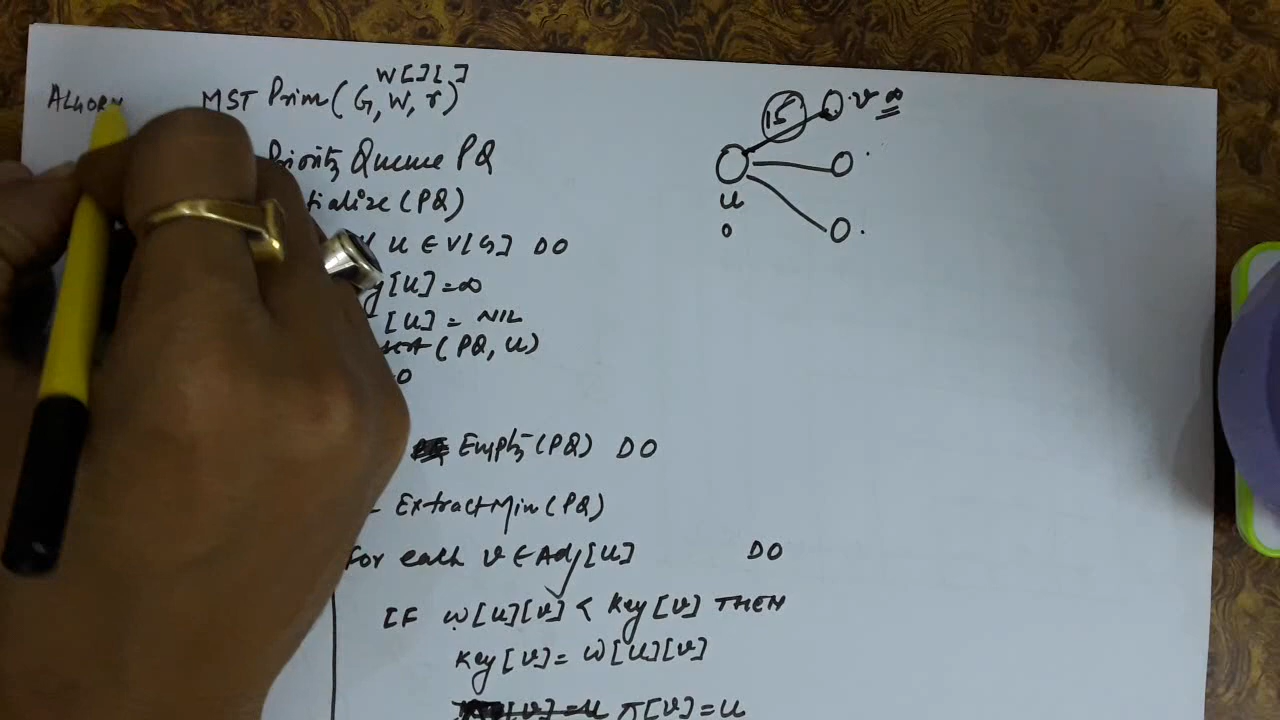 W[][]
ALGOR MST Prim(G,W,r)
Priority Queue PQ
tialize(PQ)
u ∈ V[G] DO
y[u]=∞
[u] = NIL
(PQ, u)
0
Empty(PQ) DO
ExtractMin(PQ)
For each v ∈ Adj[u] DO
IF W[u][v] < Key[v] THEN
Key[v]= W[u][v]
π[v]=u
15
v ∞
u
0